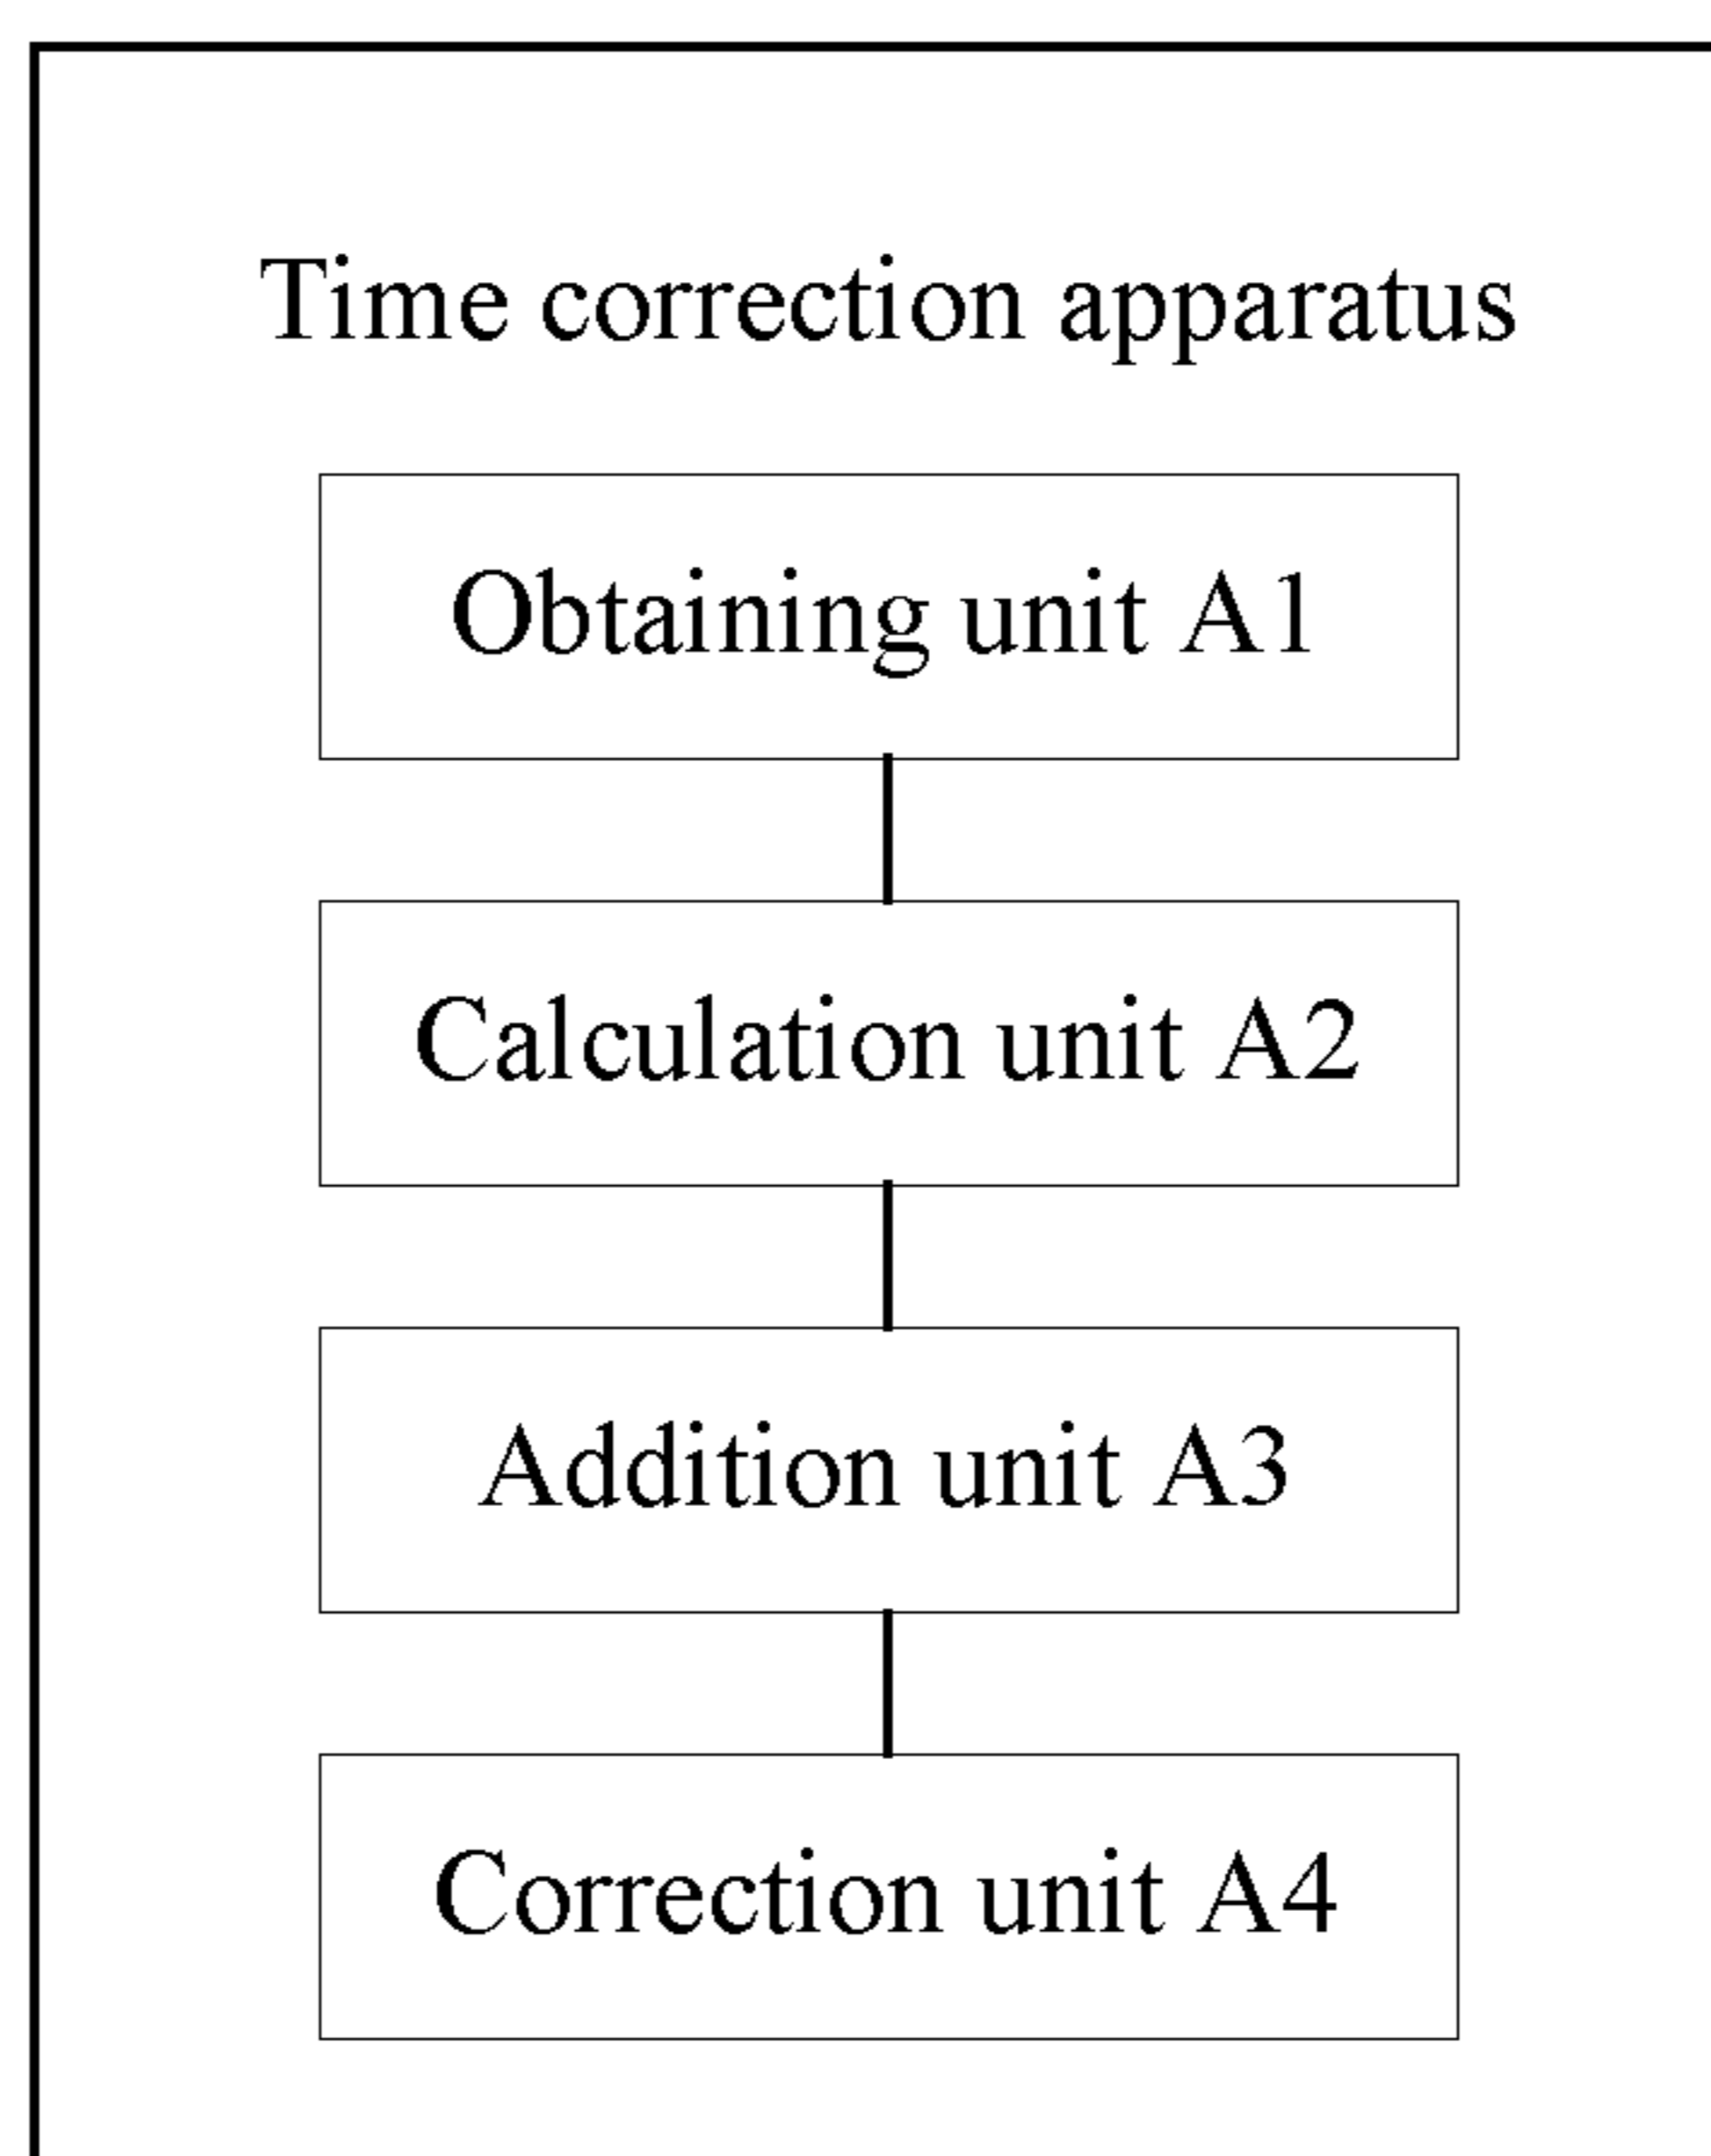 Time correction apparatus
Obtaining unit A1
Calculation unit A2
Addition unit A3
Correction unit A4